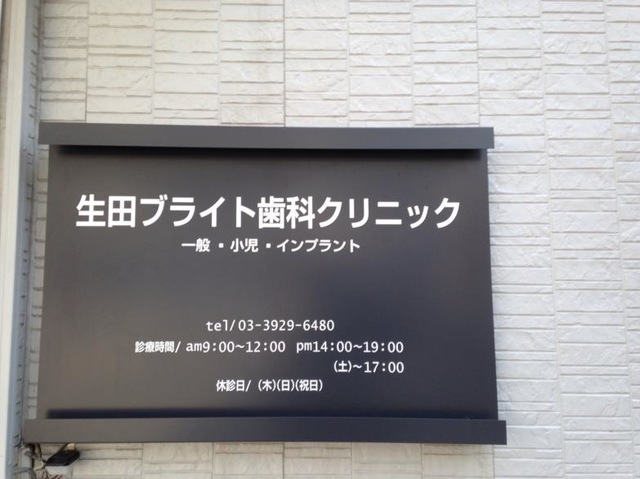 生田ブライト歯科クリニック
一般・小児・インプラント
tel/03-3929-6480
診療時間/ am9:00～12:00 pm14:00～19:00
(土)～17:00
休診日/ (木)(日)(祝日)